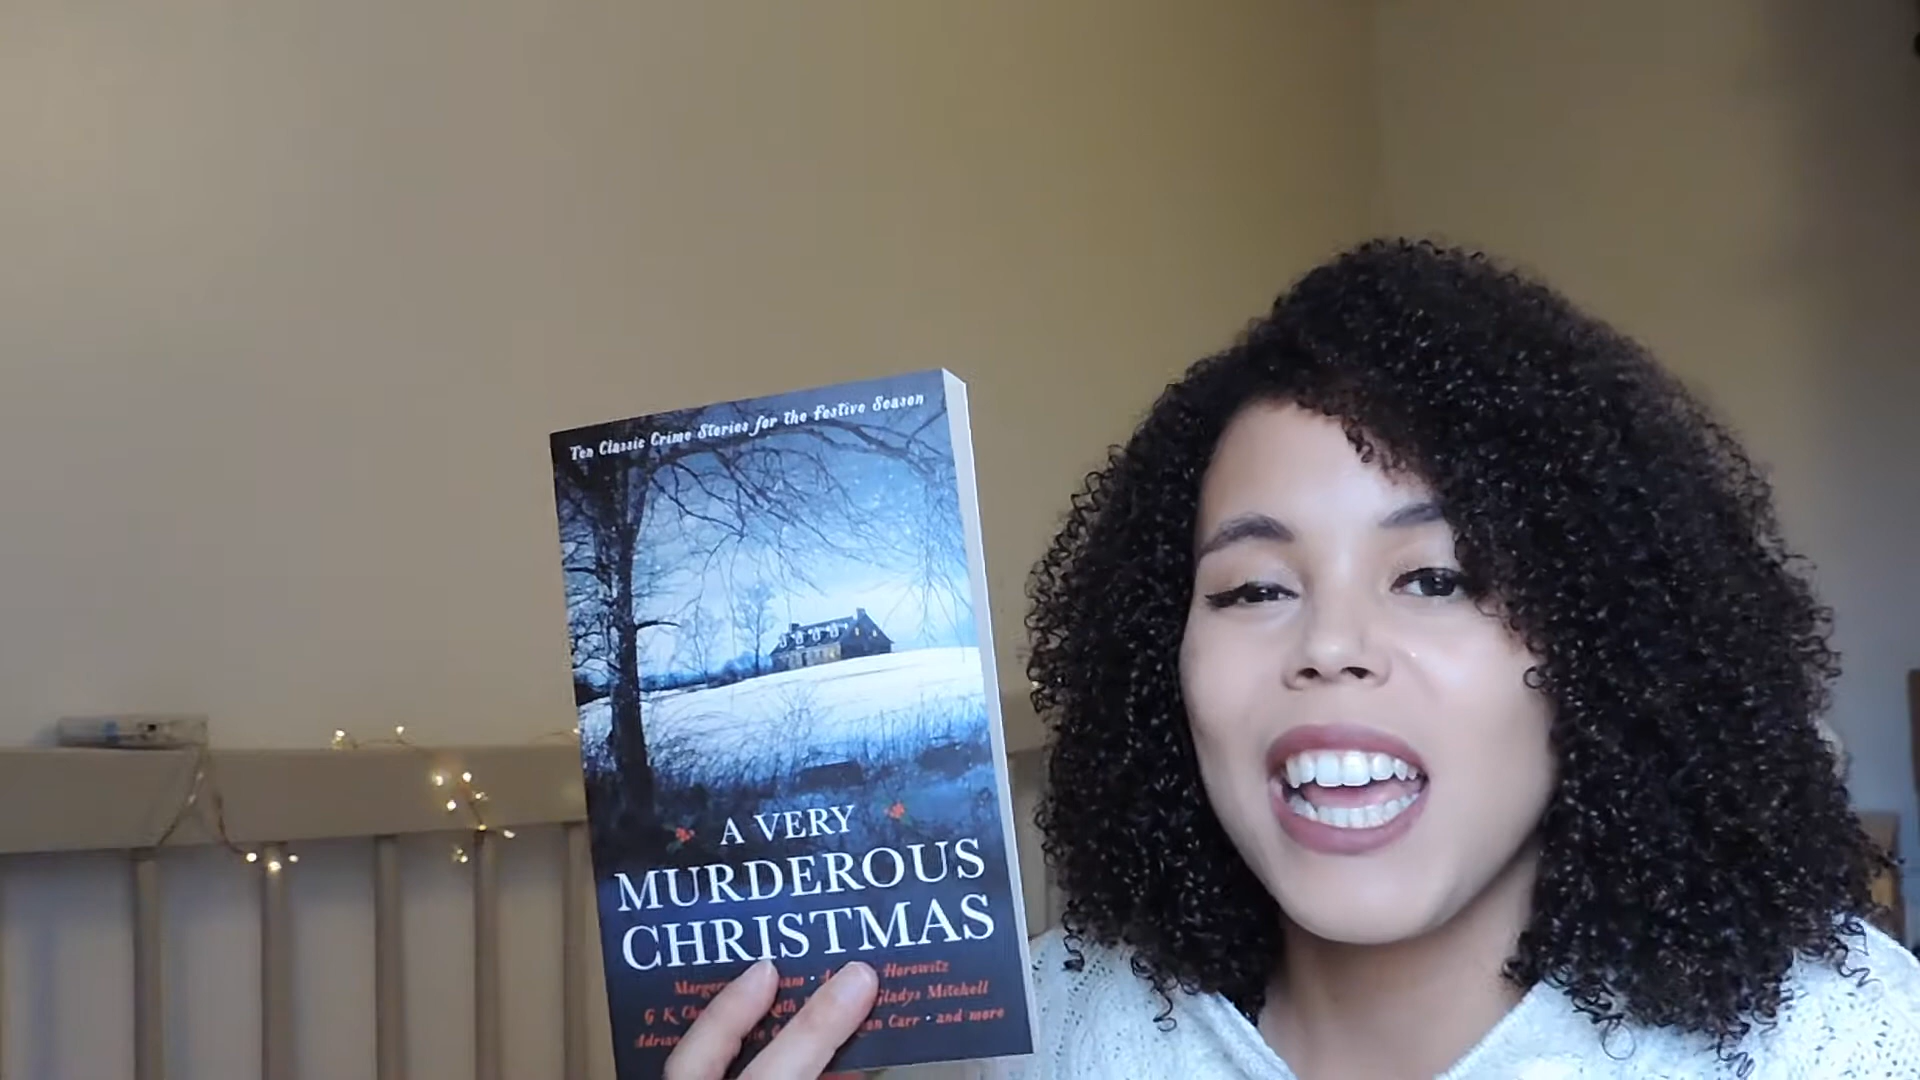 Ten Classic Crime Stories for the Festive Season
A VERY
MURDEROUS
CHRISTMAS
Horowitz
G K Gladys Mitchell
Carr · and more